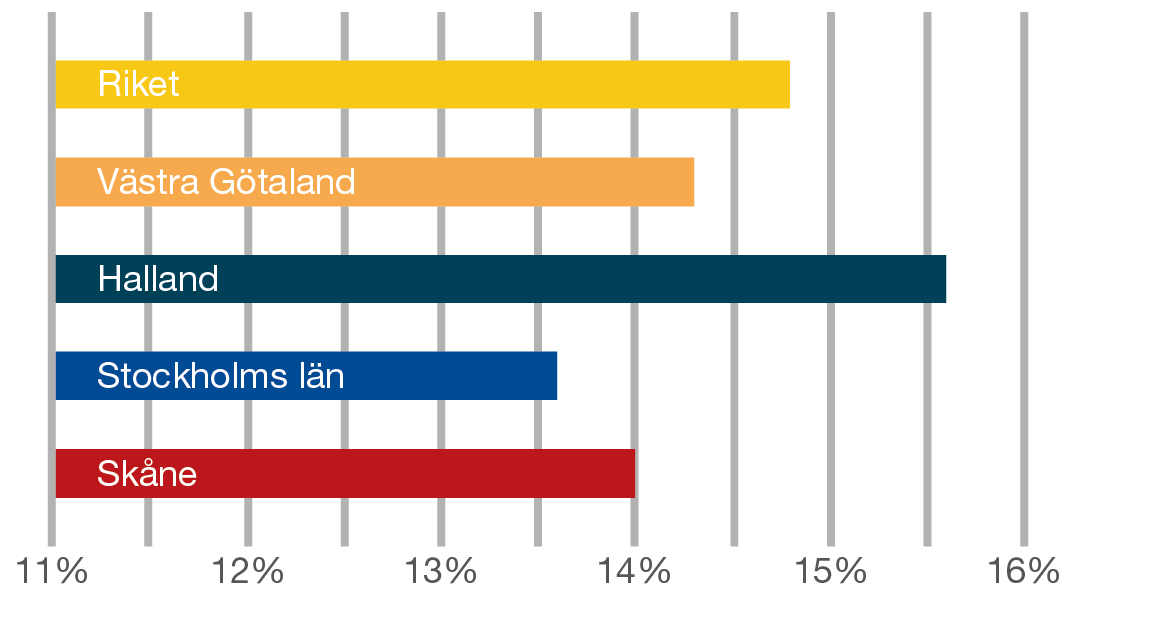 Riket
Västra Götaland
Halland
Stockholms län
Skåne
11% 12% 13% 14% 15% 16%